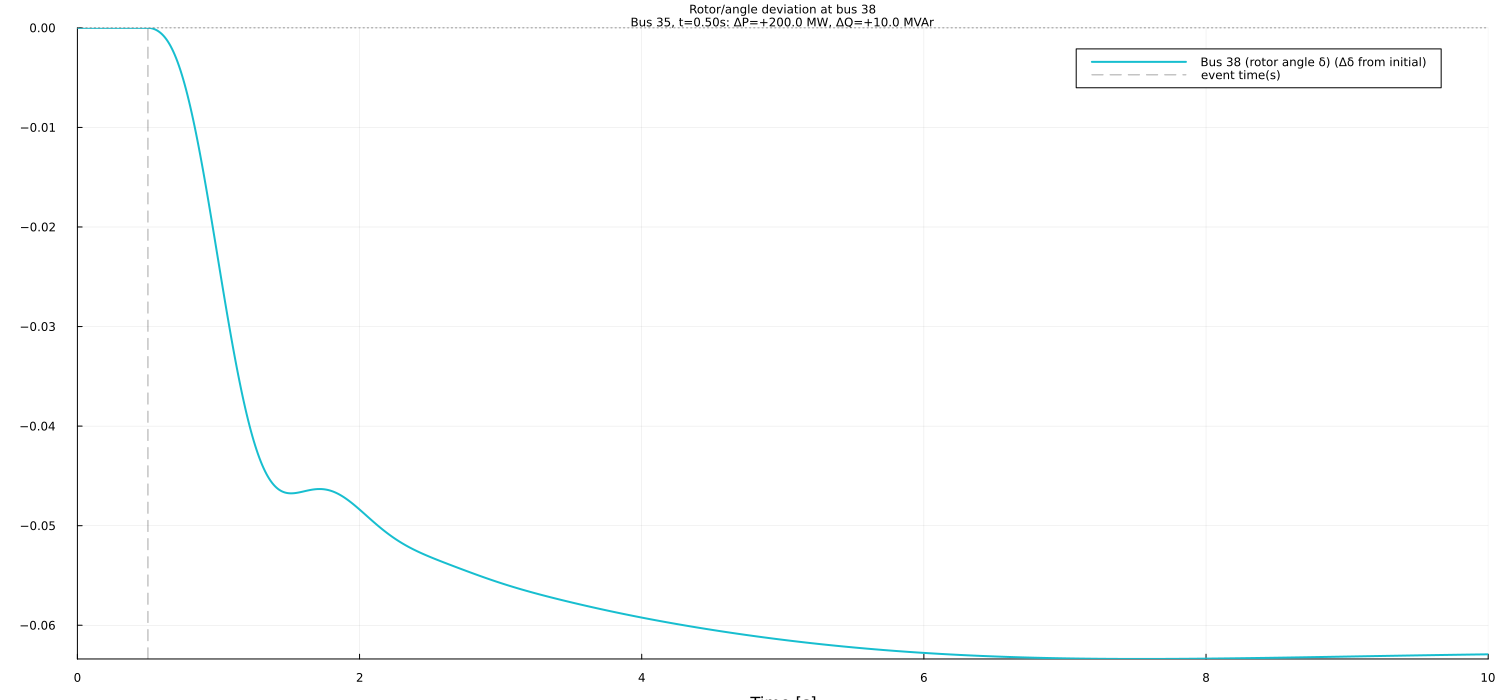 Rotor/angle deviation at bus 38
Bus 35, t=0.50s: ΔP=+200.0 MW, ΔQ=+10.0 MVAr
Bus 38 (rotor angle δ) (Δδ from initial)
event time(s)
0.00
−0.01
−0.02
−0.03
−0.04
−0.05
−0.06
0 2 4 6 8 10
Time [s]